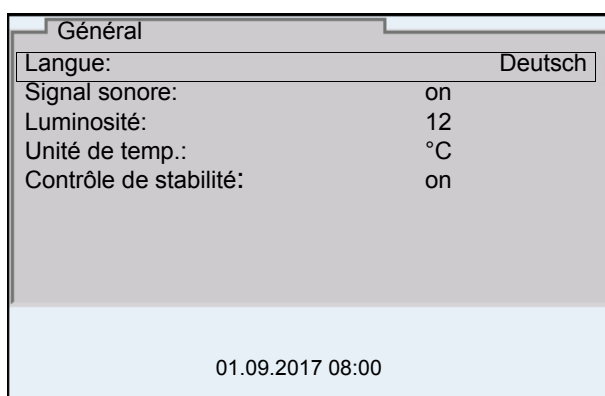 Général
Langue: Deutsch
Signal sonore: on
Luminosité: 12
Unité de temp.: °C
Contrôle de stabilité: on
01.09.2017 08:00